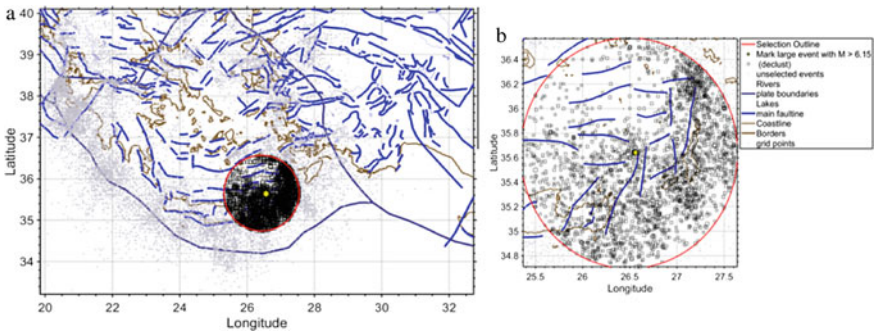 a
40
39
38
37
36
35
34
Latitude
20
22
24
26
28
30
32
Longitude
b
36.4
36.2
36
35.8
35.6
35.4
35.2
35
34.8
Latitude
25.5
26
26.5
27
27.5
Longitude
Selection Outline
Mark large event with M > 6.15
(declust)
unselected events
Rivers
plate boundaries
Lakes
main faultine
Coastline
Borders
grid points